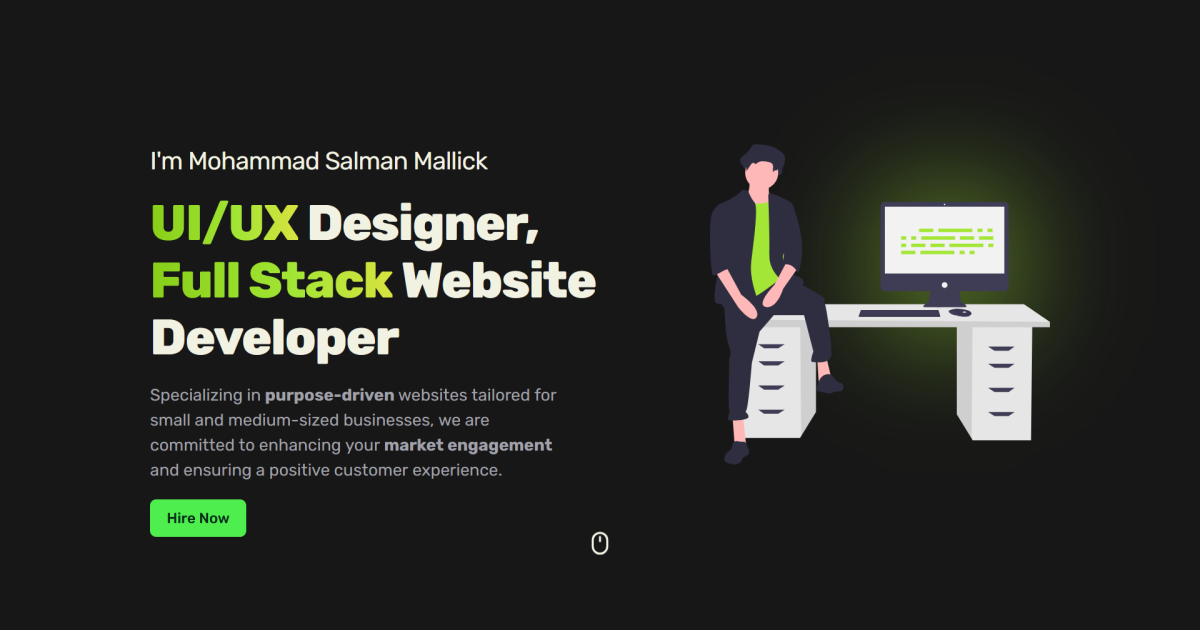 I'm Mohammad Salman Mallick
UI/UX Designer,
Full Stack Website
Developer
Specializing in purpose-driven websites tailored for
small and medium-sized businesses, we are
committed to enhancing your market engagement
and ensuring a positive customer experience.
Hire Now